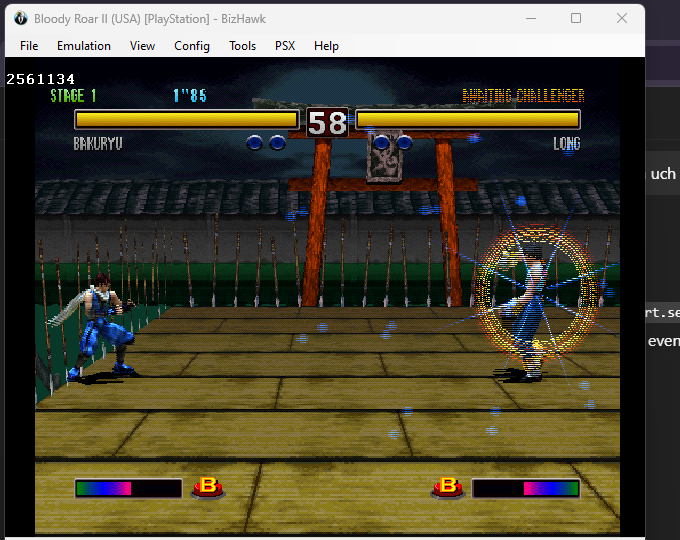 Bloody Roar II (USA) [PlayStation] - BizHawk
File Emulation View Config Tools PSX Help
2561134
STAGE 1 1"85 AWAITING CHALLENGER
58
BAKURYU LONG
B B
uch
rt.se
even